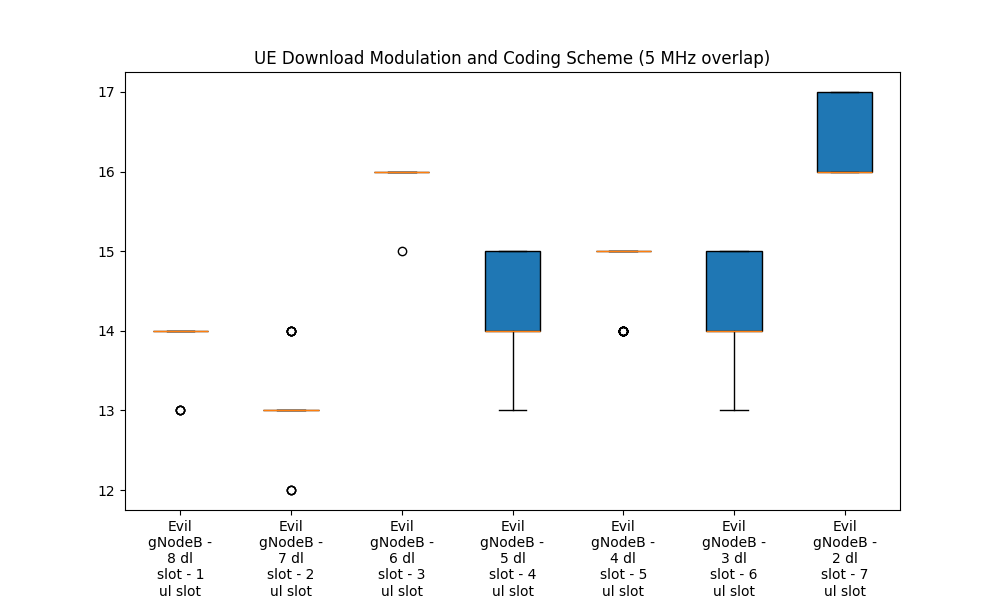 UE Download Modulation and Coding Scheme (5 MHz overlap)
17
16
15
14
13
12
Evil
gNodeB -
8 dl
slot - 1
ul slot
Evil
gNodeB -
7 dl
slot - 2
ul slot
Evil
gNodeB -
6 dl
slot - 3
ul slot
Evil
gNodeB -
5 dl
slot - 4
ul slot
Evil
gNodeB -
4 dl
slot - 5
ul slot
Evil
gNodeB -
3 dl
slot - 6
ul slot
Evil
gNodeB -
2 dl
slot - 7
ul slot